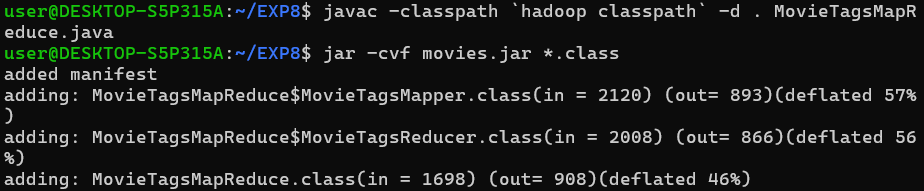 user@DESKTOP-S5P315A:~/EXP8$ javac -classpath `hadoop classpath` -d . MovieTagsMapR
educe.java
user@DESKTOP-S5P315A:~/EXP8$ jar -cvf movies.jar *.class
added manifest
adding: MovieTagsMapReduce$MovieTagsMapper.class(in = 2120) (out= 893)(deflated 57%
)
adding: MovieTagsMapReduce$MovieTagsReducer.class(in = 2008) (out= 866)(deflated 56
%)
adding: MovieTagsMapReduce.class(in = 1698) (out= 908)(deflated 46%)